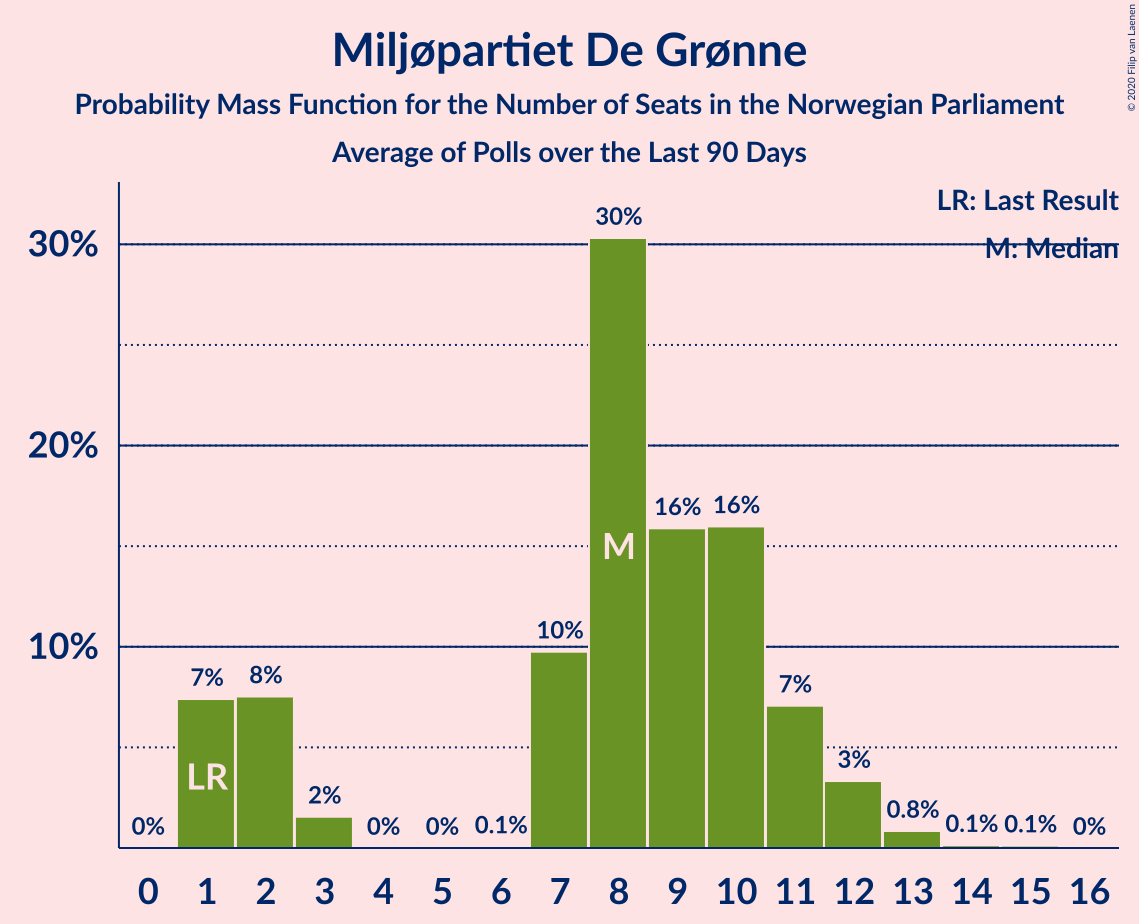 Miljøpartiet De Grønne
Probability Mass Function for the Number of Seats in the Norwegian Parliament
Average of Polls over the Last 90 Days
© 2020 Filip van Laenen
LR: Last Result
M: Median
30%
20%
10%
0% 7% 8% 2% 0% 0% 0.1% 10% 30% 16% 16% 7% 3% 0.8% 0.1% 0.1% 0%
LR M
0 1 2 3 4 5 6 7 8 9 10 11 12 13 14 15 16